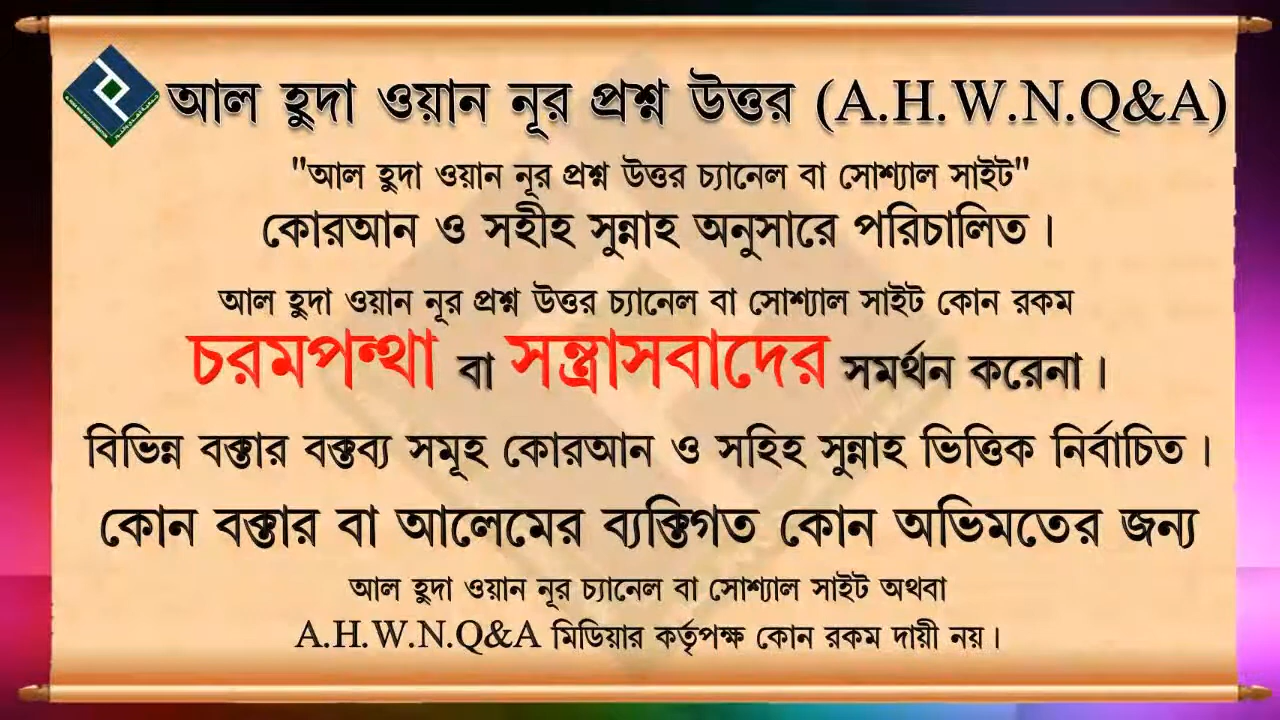 আল হুদা ওয়ান নূর প্রশ্ন উত্তর (A.H.W.N.Q&A)
"আল হুদা ওয়ান নূর প্রশ্ন উত্তর চ্যানেল বা সোশ্যাল সাইট"
কোরআন ও সহীহ সুন্নাহ অনুসারে পরিচালিত।
আল হুদা ওয়ান নূর প্রশ্ন উত্তর চ্যানেল বা সোশ্যাল সাইট কোন রকম
চরমপন্থা বা সন্ত্রাসবাদের সমর্থন করেনা।
বিভিন্ন বক্তার বক্তব্য সমূহ কোরআন ও সহিহ সুন্নাহ ভিত্তিক নির্বাচিত।
কোন বক্তার বা আলেমের ব্যক্তিগত কোন অভিমতের জন্য
আল হুদা ওয়ান নূর চ্যানেল বা সোশ্যাল সাইট অথবা
A.H.W.N.Q&A মিডিয়ার কর্তৃপক্ষ কোন রকম দায়ী নয়।